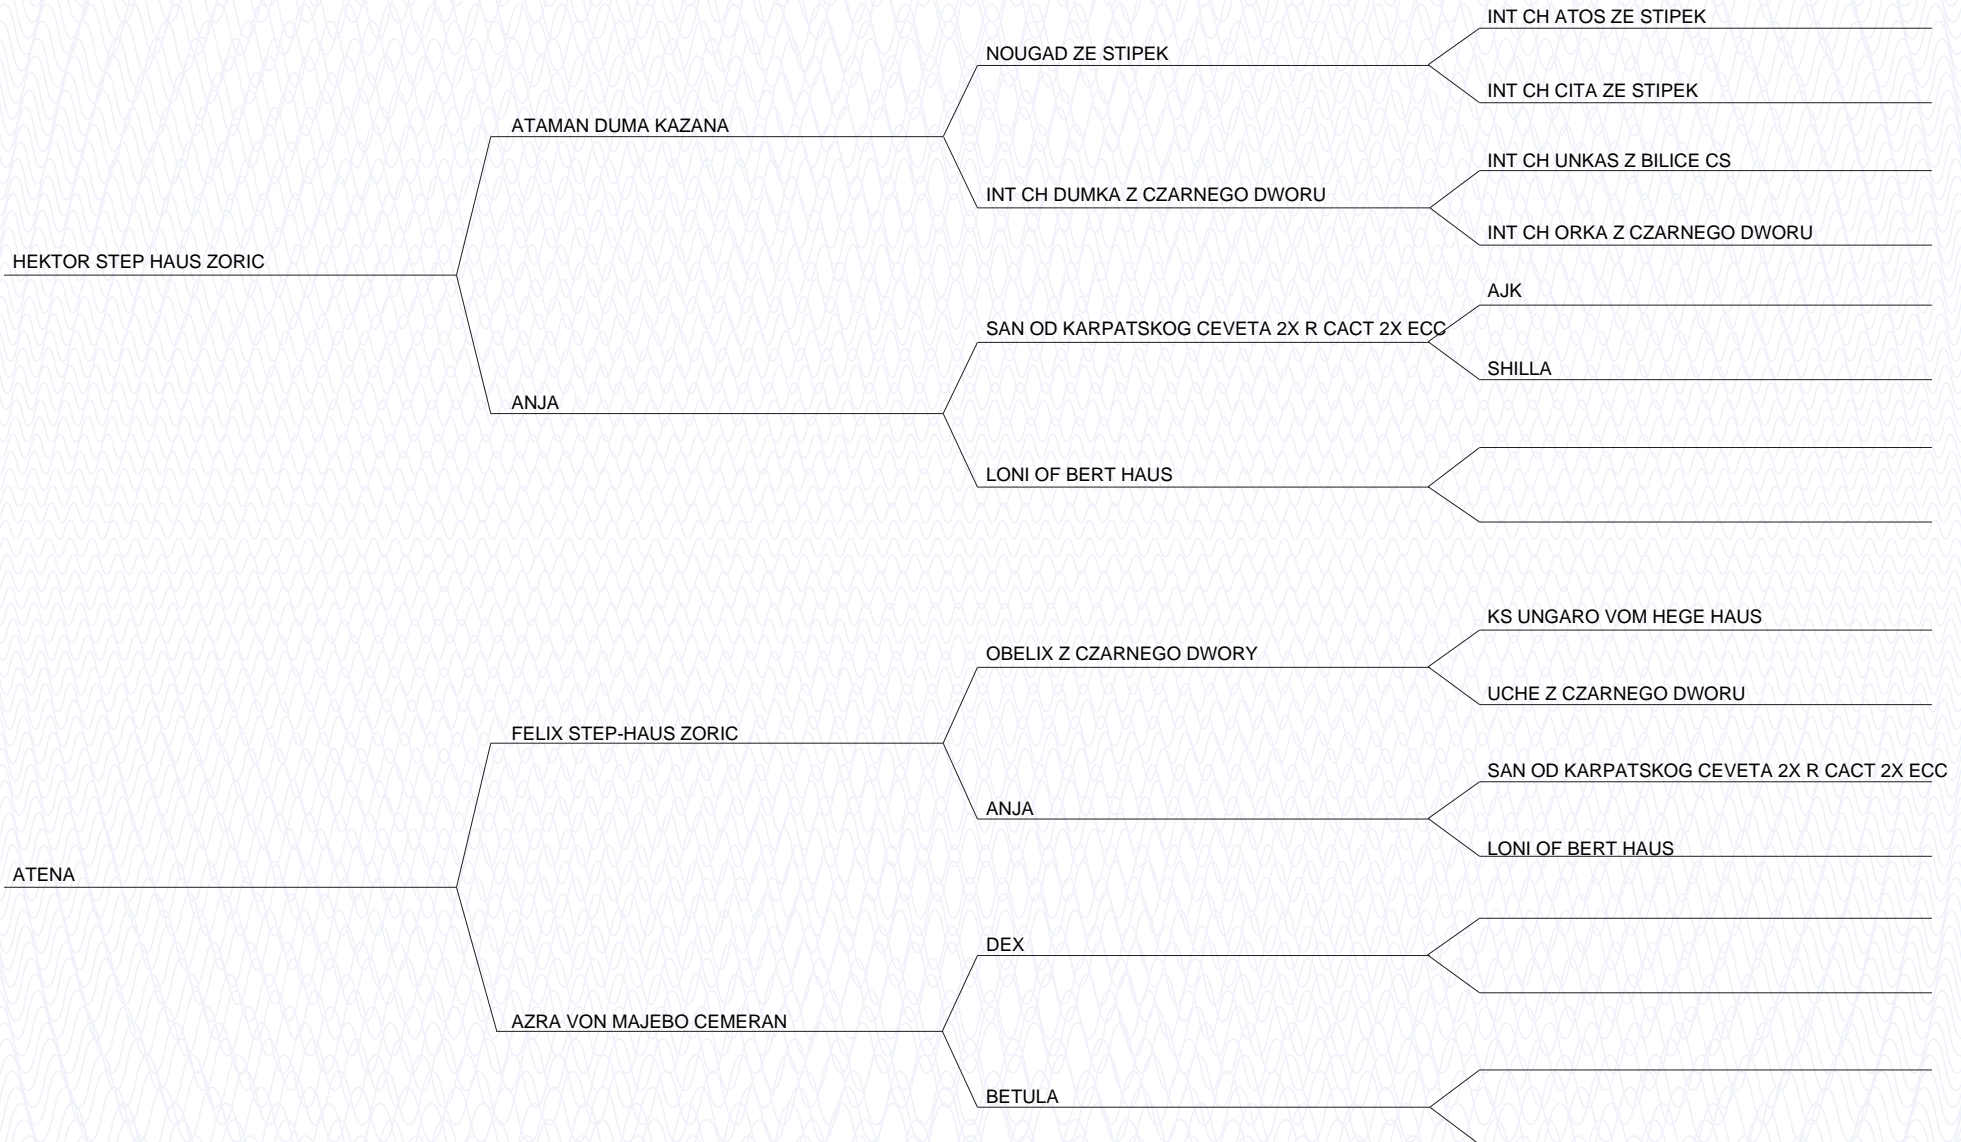 INT CH ATOS ZE STIPEK
NOUGAD ZE STIPEK
INT CH CITA ZE STIPEK
ATAMAN DUMA KAZANA
INT CH UNKAS Z BILICE CS
INT CH DUMKA Z CZARNEGO DWORU
INT CH ORKA Z CZARNEGO DWORU
HEKTOR STEP HAUS ZORIC
AJK
SAN OD KARPATSKOG CEVETA 2X R CACT 2X ECC
SHILLA
ANJA
LONI OF BERT HAUS
KS UNGARO VOM HEGE HAUS
OBELIX Z CZARNEGO DWORY
UCHE Z CZARNEGO DWORU
FELIX STEP-HAUS ZORIC
SAN OD KARPATSKOG CEVETA 2X R CACT 2X ECC
ANJA
LONI OF BERT HAUS
ATENA
DEX
AZRA VON MAJEBO CEMERAN
BETULA